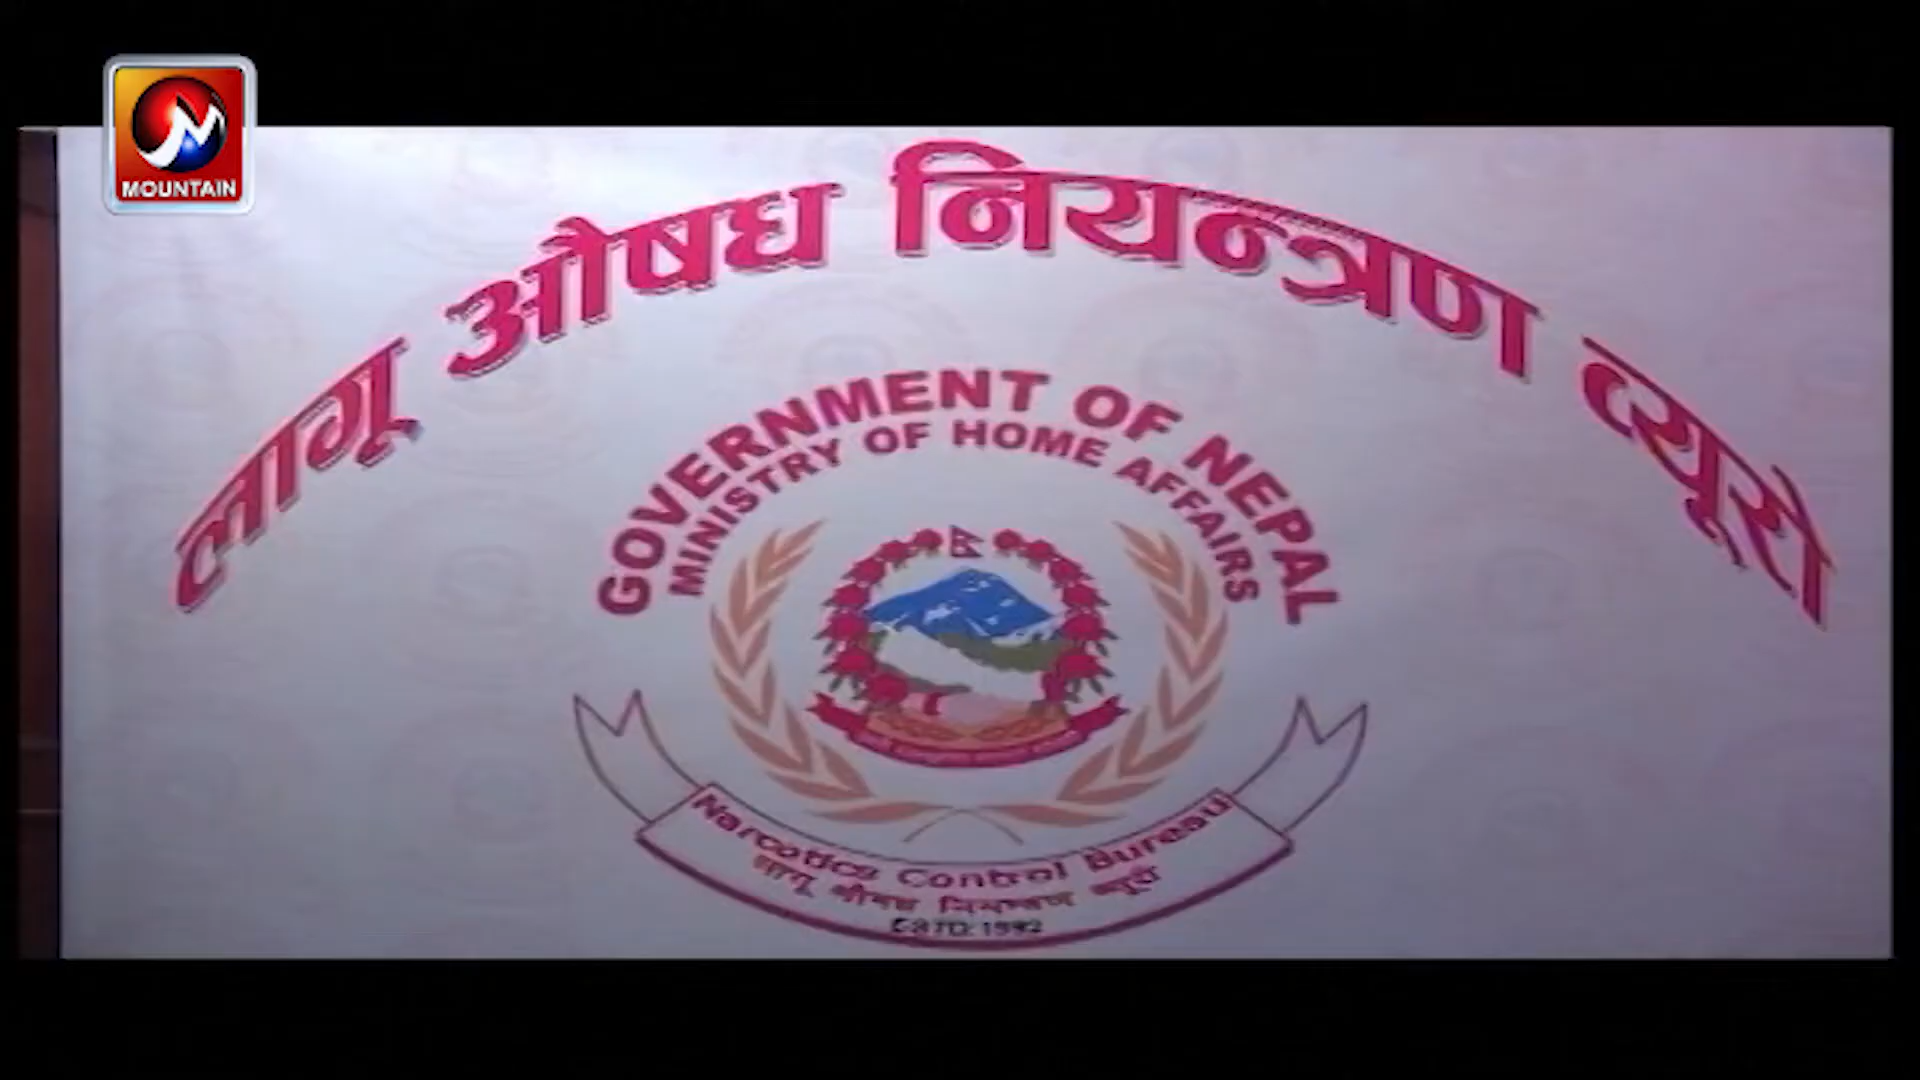 MOUNTAIN
लागू औषध नियन्त्रण ब्यूरो
GOVERNMENT OF NEPAL
MINISTRY OF HOME AFFAIRS
Narcotics Control Bureau
लागू औषध नियन्त्रण ब्यूरो
ESTD: 1992